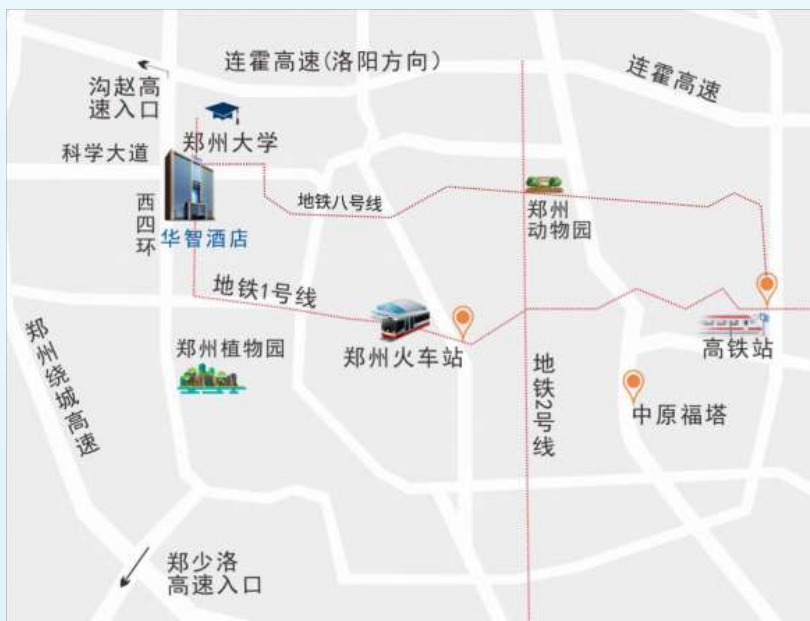 连霍高速(洛阳方向)
连霍高速
沟赵高
速入口
郑州大学
科学大道
西四环
华智酒店
地铁八号线
郑州
动物园
地铁1号线
郑州绕城高速
郑州植物园
郑州火车站
地铁2号线
高铁站
中原福塔
郑少洛
高速入口